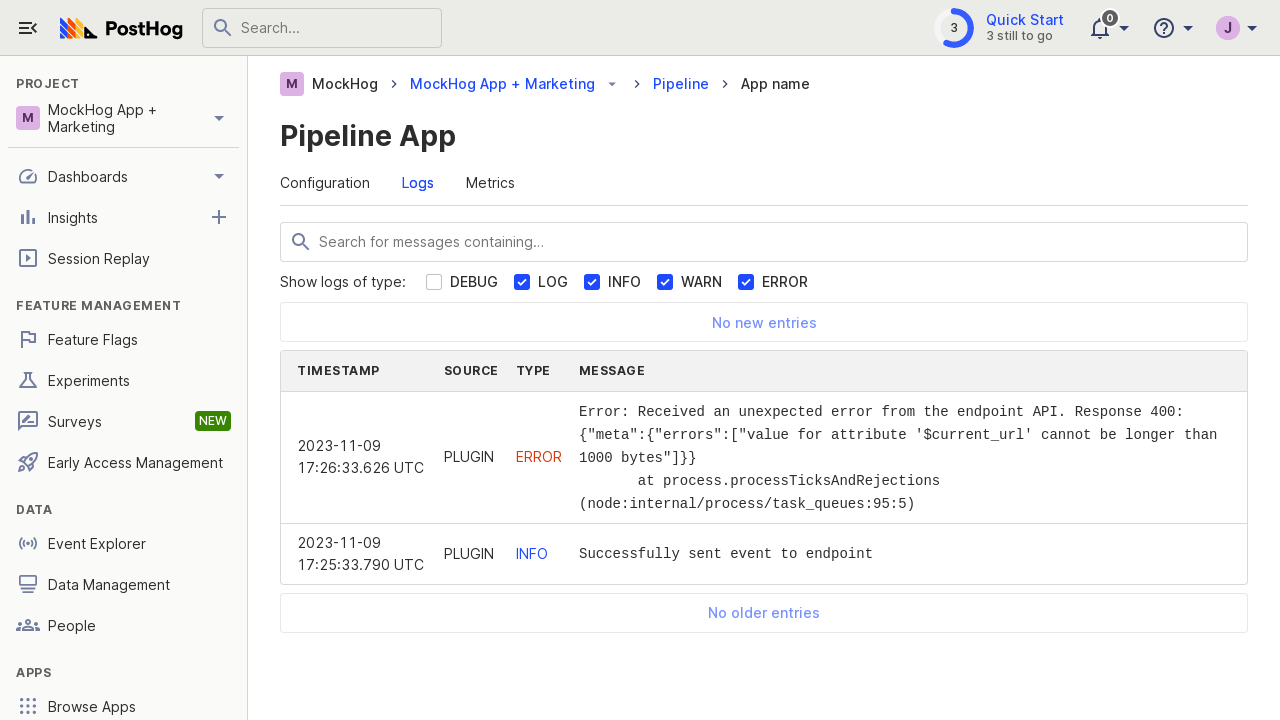 PostHog
Search...
3
Quick Start
3 still to go
0
J
PROJECT
M
MockHog App +
Marketing
Dashboards
Insights
Session Replay
FEATURE MANAGEMENT
Feature Flags
Experiments
Surveys
NEW
Early Access Management
DATA
Event Explorer
Data Management
People
APPS
Browse Apps
M MockHog > MockHog App + Marketing > Pipeline > App name
Pipeline App
Configuration Logs Metrics
Search for messages containing...
Show logs of type: DEBUG LOG INFO WARN ERROR
No new entries
TIMESTAMP SOURCE TYPE MESSAGE
2023-11-09
17:26:33.626 UTC
PLUGIN
ERROR
Error: Received an unexpected error from the endpoint API. Response 400:
{"meta":{"errors":["value for attribute '$current_url' cannot be longer than
1000 bytes"]}}
at process.processTicksAndRejections
(node:internal/process/task_queues:95:5)
2023-11-09
17:25:33.790 UTC
PLUGIN
INFO
Successfully sent event to endpoint
No older entries